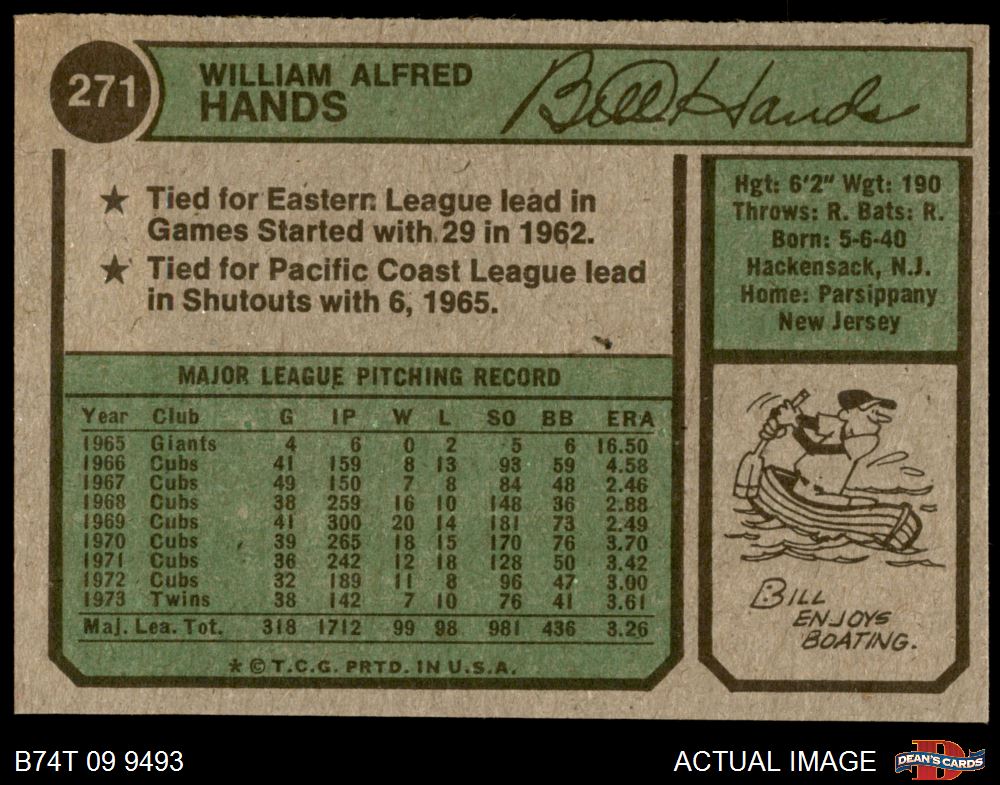 271
WILLIAM ALFRED
HANDS
Bill Hands
★ Tied for Eastern League lead in
Games Started with 29 in 1962.
★ Tied for Pacific Coast League lead
in Shutouts with 6, 1965.
Hgt: 6'2" Wgt: 190
Throws: R. Bats: R.
Born: 5-6-40
Hackensack, N.J.
Home: Parsippany
New Jersey
MAJOR LEAGUE PITCHING RECORD
Year Club G IP W L SO BB ERA
1965 Giants 4 6 0 2 5 6 16.50
1966 Cubs 41 159 8 13 93 59 4.58
1967 Cubs 49 150 7 8 84 48 2.46
1968 Cubs 38 259 16 10 148 36 2.88
1969 Cubs 41 300 20 14 181 73 2.49
1970 Cubs 39 265 18 15 170 76 3.70
1971 Cubs 36 242 12 18 128 50 3.42
1972 Cubs 32 189 11 8 96 47 3.00
1973 Twins 38 142 7 10 76 41 3.61
Maj. Lea. Tot. 318 1712 99 98 981 436 3.26
* © T.C.G. PRTD. IN U.S.A.
BILL
ENJOYS
BOATING.
B74T 09 9493
ACTUAL IMAGE
D
DEAN'S CARDS